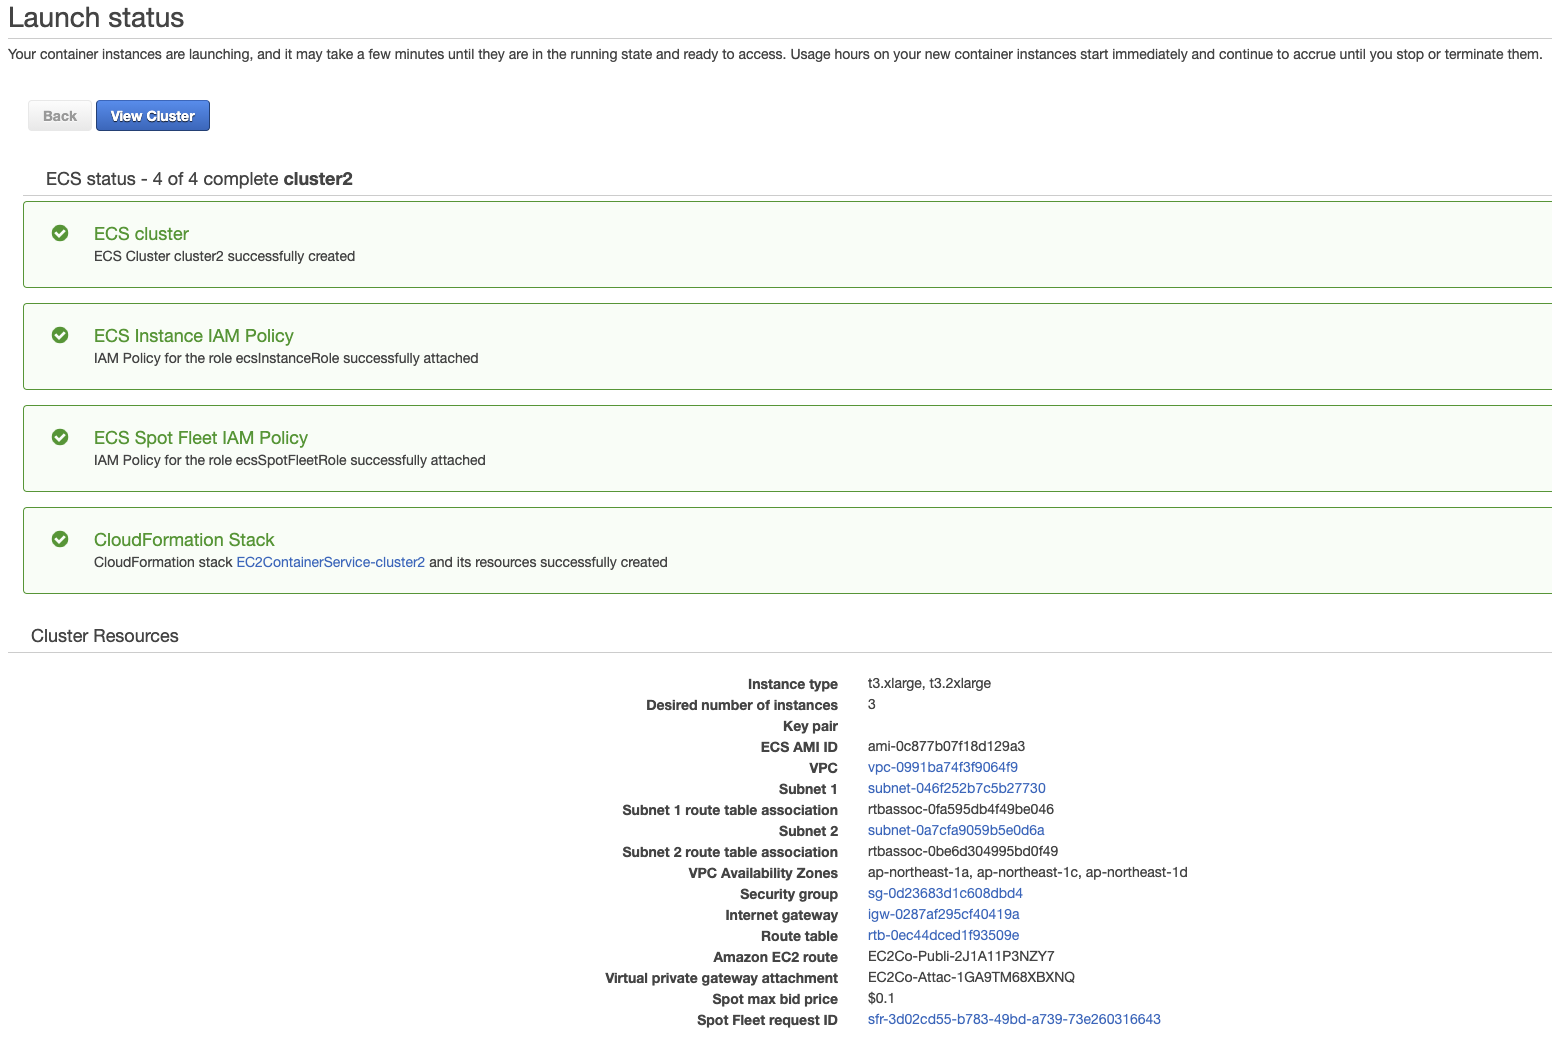 Launch status
Your container instances are launching, and it may take a few minutes until they are in the running state and ready to access. Usage hours on your new container instances start immediately and continue to accrue until you stop or terminate them.
Back View Cluster
ECS status - 4 of 4 complete cluster2
ECS cluster
ECS Cluster cluster2 successfully created
ECS Instance IAM Policy
IAM Policy for the role ecsInstanceRole successfully attached
ECS Spot Fleet IAM Policy
IAM Policy for the role ecsSpotFleetRole successfully attached
CloudFormation Stack
CloudFormation stack EC2ContainerService-cluster2 and its resources successfully created
Cluster Resources
Instance type t3.xlarge, t3.2xlarge
Desired number of instances 3
Key pair
ECS AMI ID ami-0c877b07f18d129a3
VPC vpc-0991ba74f3f9064f9
Subnet 1 subnet-046f252b7c5b27730
Subnet 1 route table association rtbassoc-0fa595db4f49be046
Subnet 2 subnet-0a7cfa9059b5e0d6a
Subnet 2 route table association rtbassoc-0be6d304995bd0f49
VPC Availability Zones ap-northeast-1a, ap-northeast-1c, ap-northeast-1d
Security group sg-0d23683d1c608dbd4
Internet gateway igw-0287af295cf40419a
Route table rtb-0ec44dced1f93509e
Amazon EC2 route EC2Co-Publi-2J1A11P3NZY7
Virtual private gateway attachment EC2Co-Attac-1GA9TM68XBXNQ
Spot max bid price $0.1
Spot Fleet request ID sfr-3d02cd55-b783-49bd-a739-73e260316643